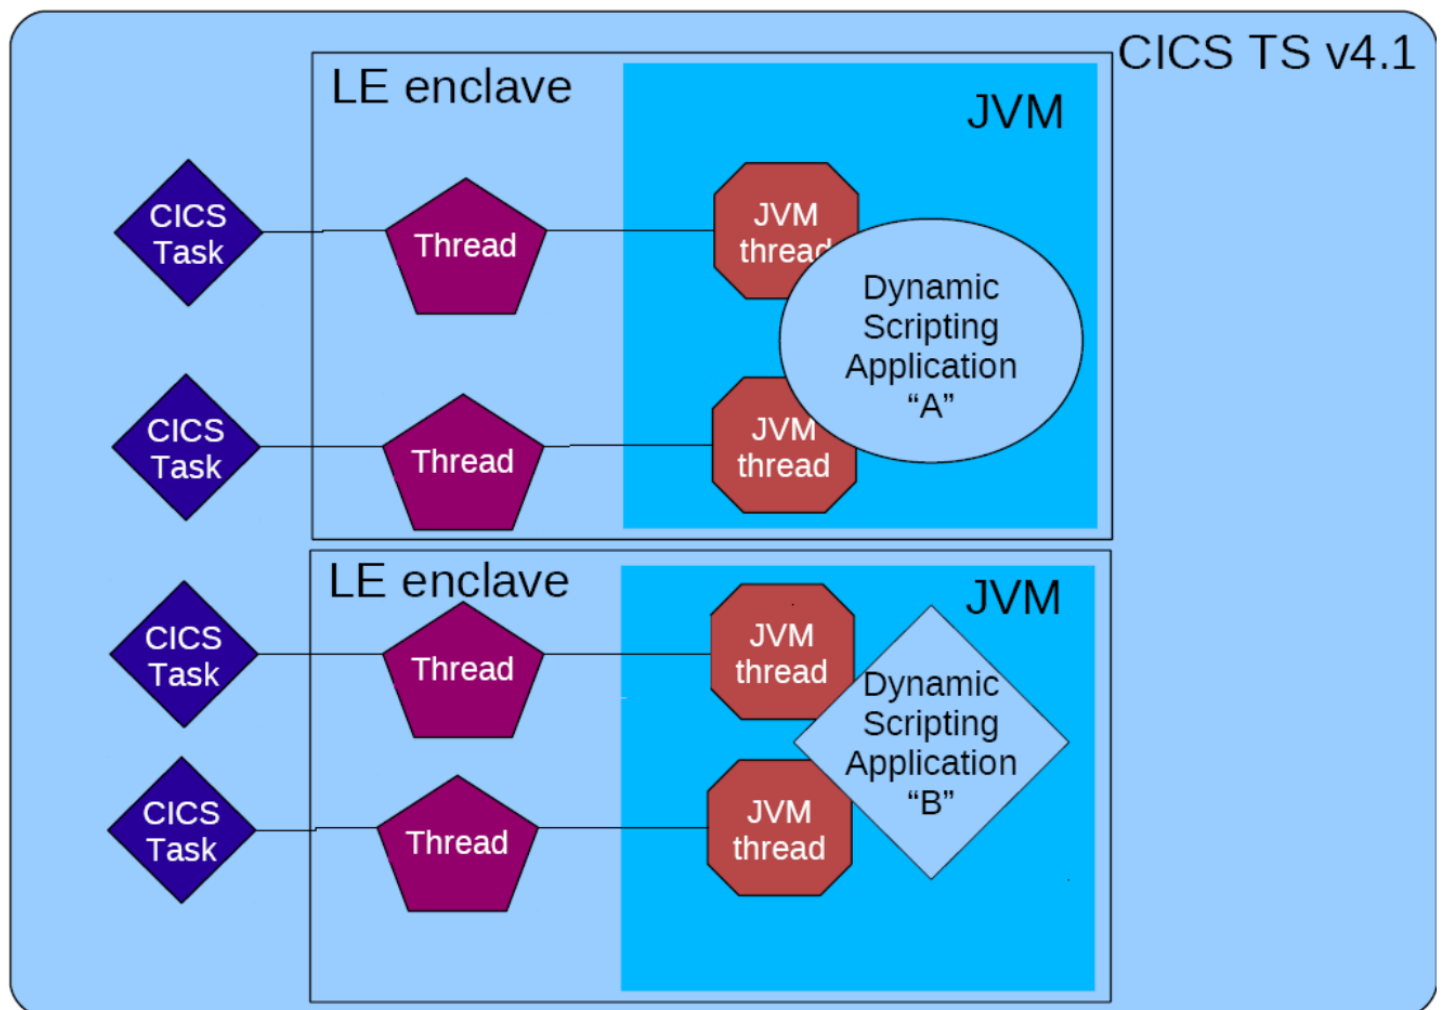 CICS TS v4.1
LE enclave
JVM
CICS
Task
Thread
JVM
thread
Dynamic
Scripting
Application
“A”
CICS
Task
Thread
JVM
thread
LE enclave
JVM
CICS
Task
Thread
JVM
thread
Dynamic
Scripting
Application
“B”
CICS
Task
Thread
JVM
thread